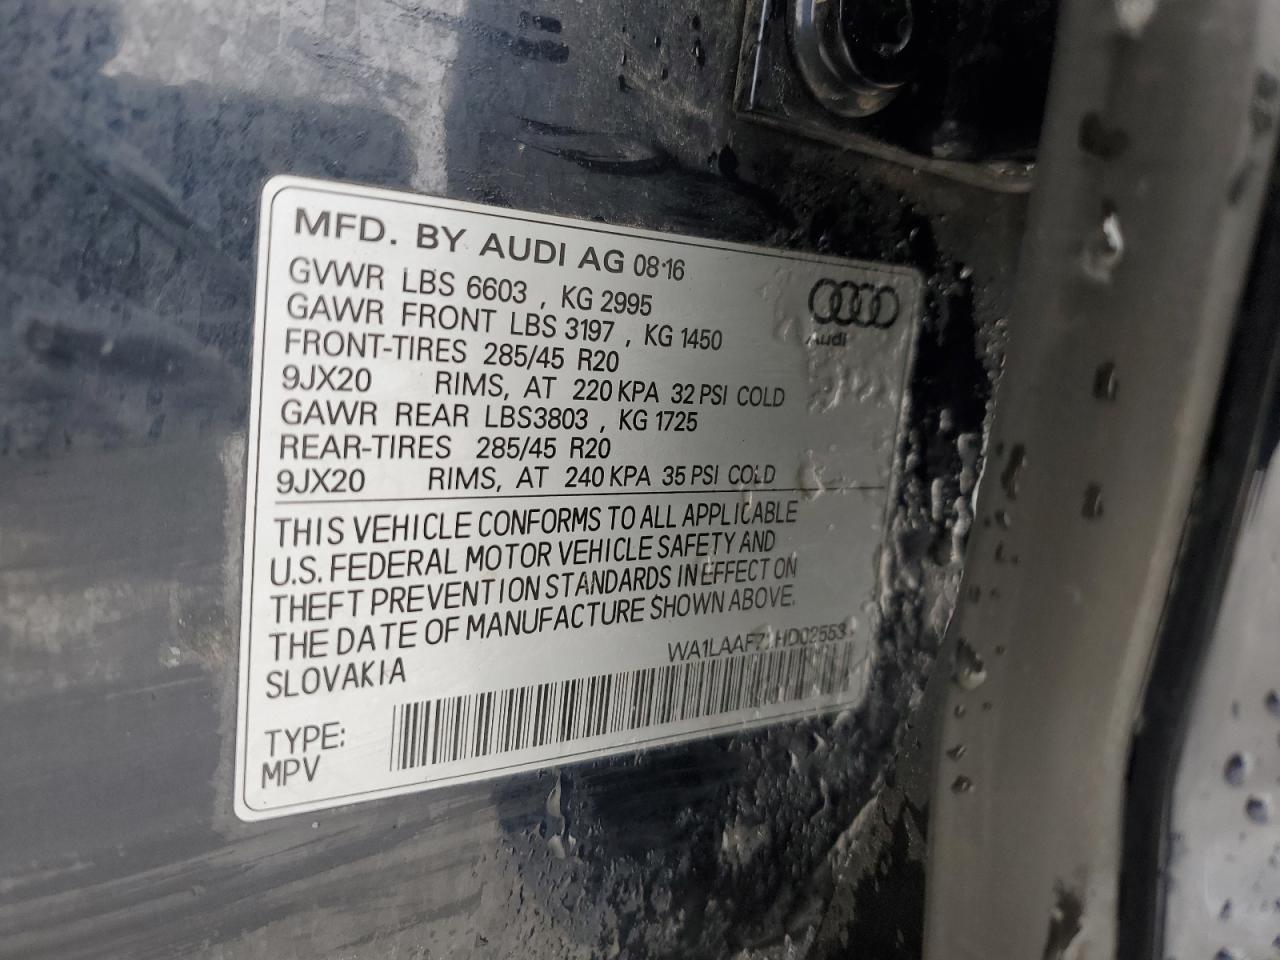 MFD. BY AUDI AG 08·16
GVWR LBS 6603 , KG 2995
GAWR FRONT LBS 3197 , KG 1450
FRONT-TIRES 285/45 R20
9JX20 RIMS, AT 220 KPA 32 PSI COLD
GAWR REAR LBS3803 , KG 1725
REAR-TIRES 285/45 R20
9JX20 RIMS, AT 240 KPA 35 PSI COLD
Audi
THIS VEHICLE CONFORMS TO ALL APPLICABLE
U.S. FEDERAL MOTOR VEHICLE SAFETY AND
THEFT PREVENTION STANDARDS IN EFFECT ON
THE DATE OF MANUFACTURE SHOWN ABOVE.
SLOVAKIA
TYPE:
MPV